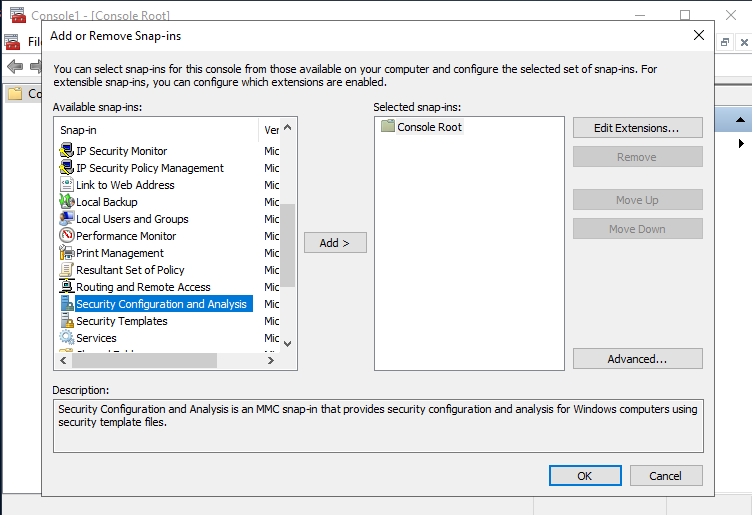 Console1 - [Console Root]
Fil
Co
Add or Remove Snap-ins
You can select snap-ins for this console from those available on your computer and configure the selected set of snap-ins. For
extensible snap-ins, you can configure which extensions are enabled.
Available snap-ins:
Snap-in Ver
IP Security Monitor Mic
IP Security Policy Management Mic
Link to Web Address Mic
Local Backup Mic
Local Users and Groups Mic
Performance Monitor Mic
Print Management Mic
Resultant Set of Policy Mic
Routing and Remote Access Mic
Security Configuration and Analysis Mic
Security Templates Mic
Services Mic
Add >
Selected snap-ins:
Console Root
Edit Extensions...
Remove
Move Up
Move Down
Advanced...
Description:
Security Configuration and Analysis is an MMC snap-in that provides security configuration and analysis for Windows computers using
security template files.
OK
Cancel